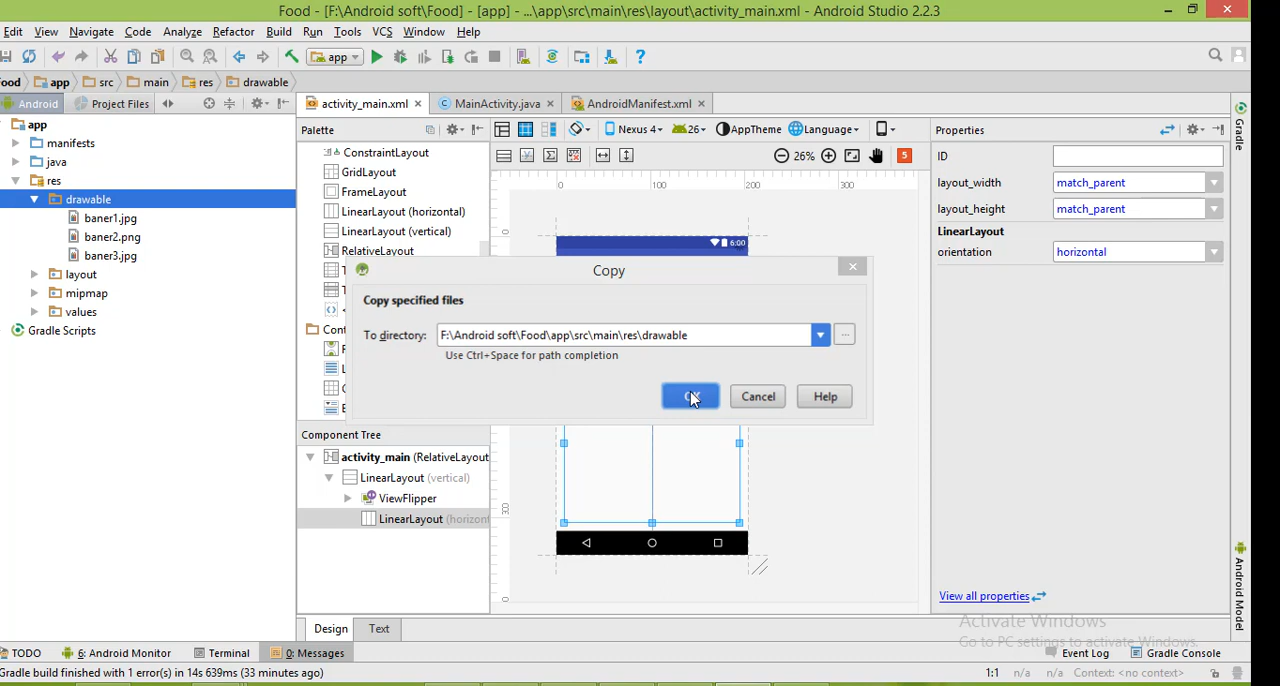 Food - [F:\Android soft\Food] - [app] - ...\app\src\main\res\layout\activity_main.xml - Android Studio 2.2.3
Edit View Navigate Code Analyze Refactor Build Run Tools VCS Window Help
app
ood app src main res drawable
Android Project Files
activity_main.xml MainActivity.java AndroidManifest.xml
app
manifests
java
res
drawable
baner1.jpg
baner2.png
baner3.jpg
layout
mipmap
values
Gradle Scripts
Palette
ConstraintLayout
GridLayout
FrameLayout
LinearLayout (horizontal)
LinearLayout (vertical)
RelativeLayout
Nexus 4 26 AppTheme Language
26% 5
0 100 200 300
0
6:00
Copy
Copy specified files
To directory: F:\Android soft\Food\app\src\main\res\drawable
Use Ctrl+Space for path completion
Cancel Help
Component Tree
activity_main (RelativeLayout
LinearLayout (vertical)
ViewFlipper
LinearLayout (horizont
Properties
ID
layout_width match_parent
layout_height match_parent
LinearLayout
orientation horizontal
View all properties
Gradle
Android Model
Design Text
Activate Windows
Go to PC settings to activate Windows.
TODO 6: Android Monitor Terminal 0: Messages Event Log Gradle Console
Gradle build finished with 1 error(s) in 14s 639ms (33 minutes ago) 1:1 n/a n/a Context: <no context>